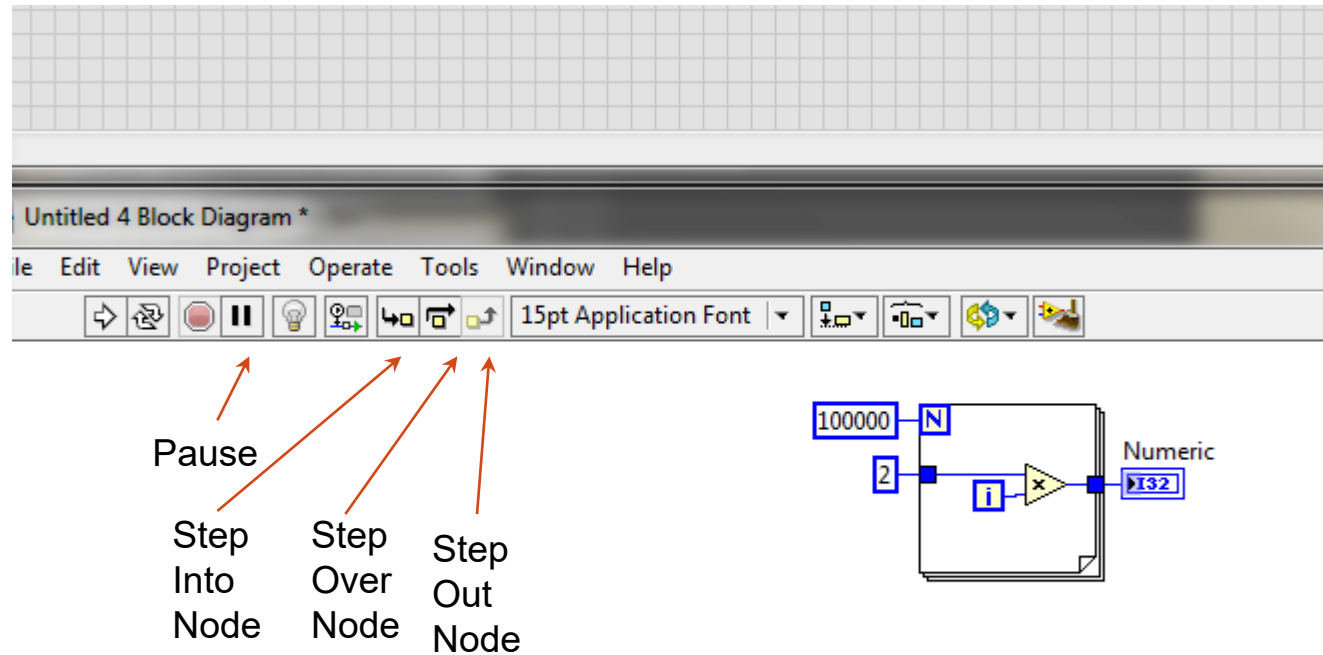 Untitled 4 Block Diagram *
ile Edit View Project Operate Tools Window Help
15pt Application Font
Pause
Step
Into
Node
Step
Over
Node
Step
Out
Node
100000
N
2
i
x
Numeric
I32